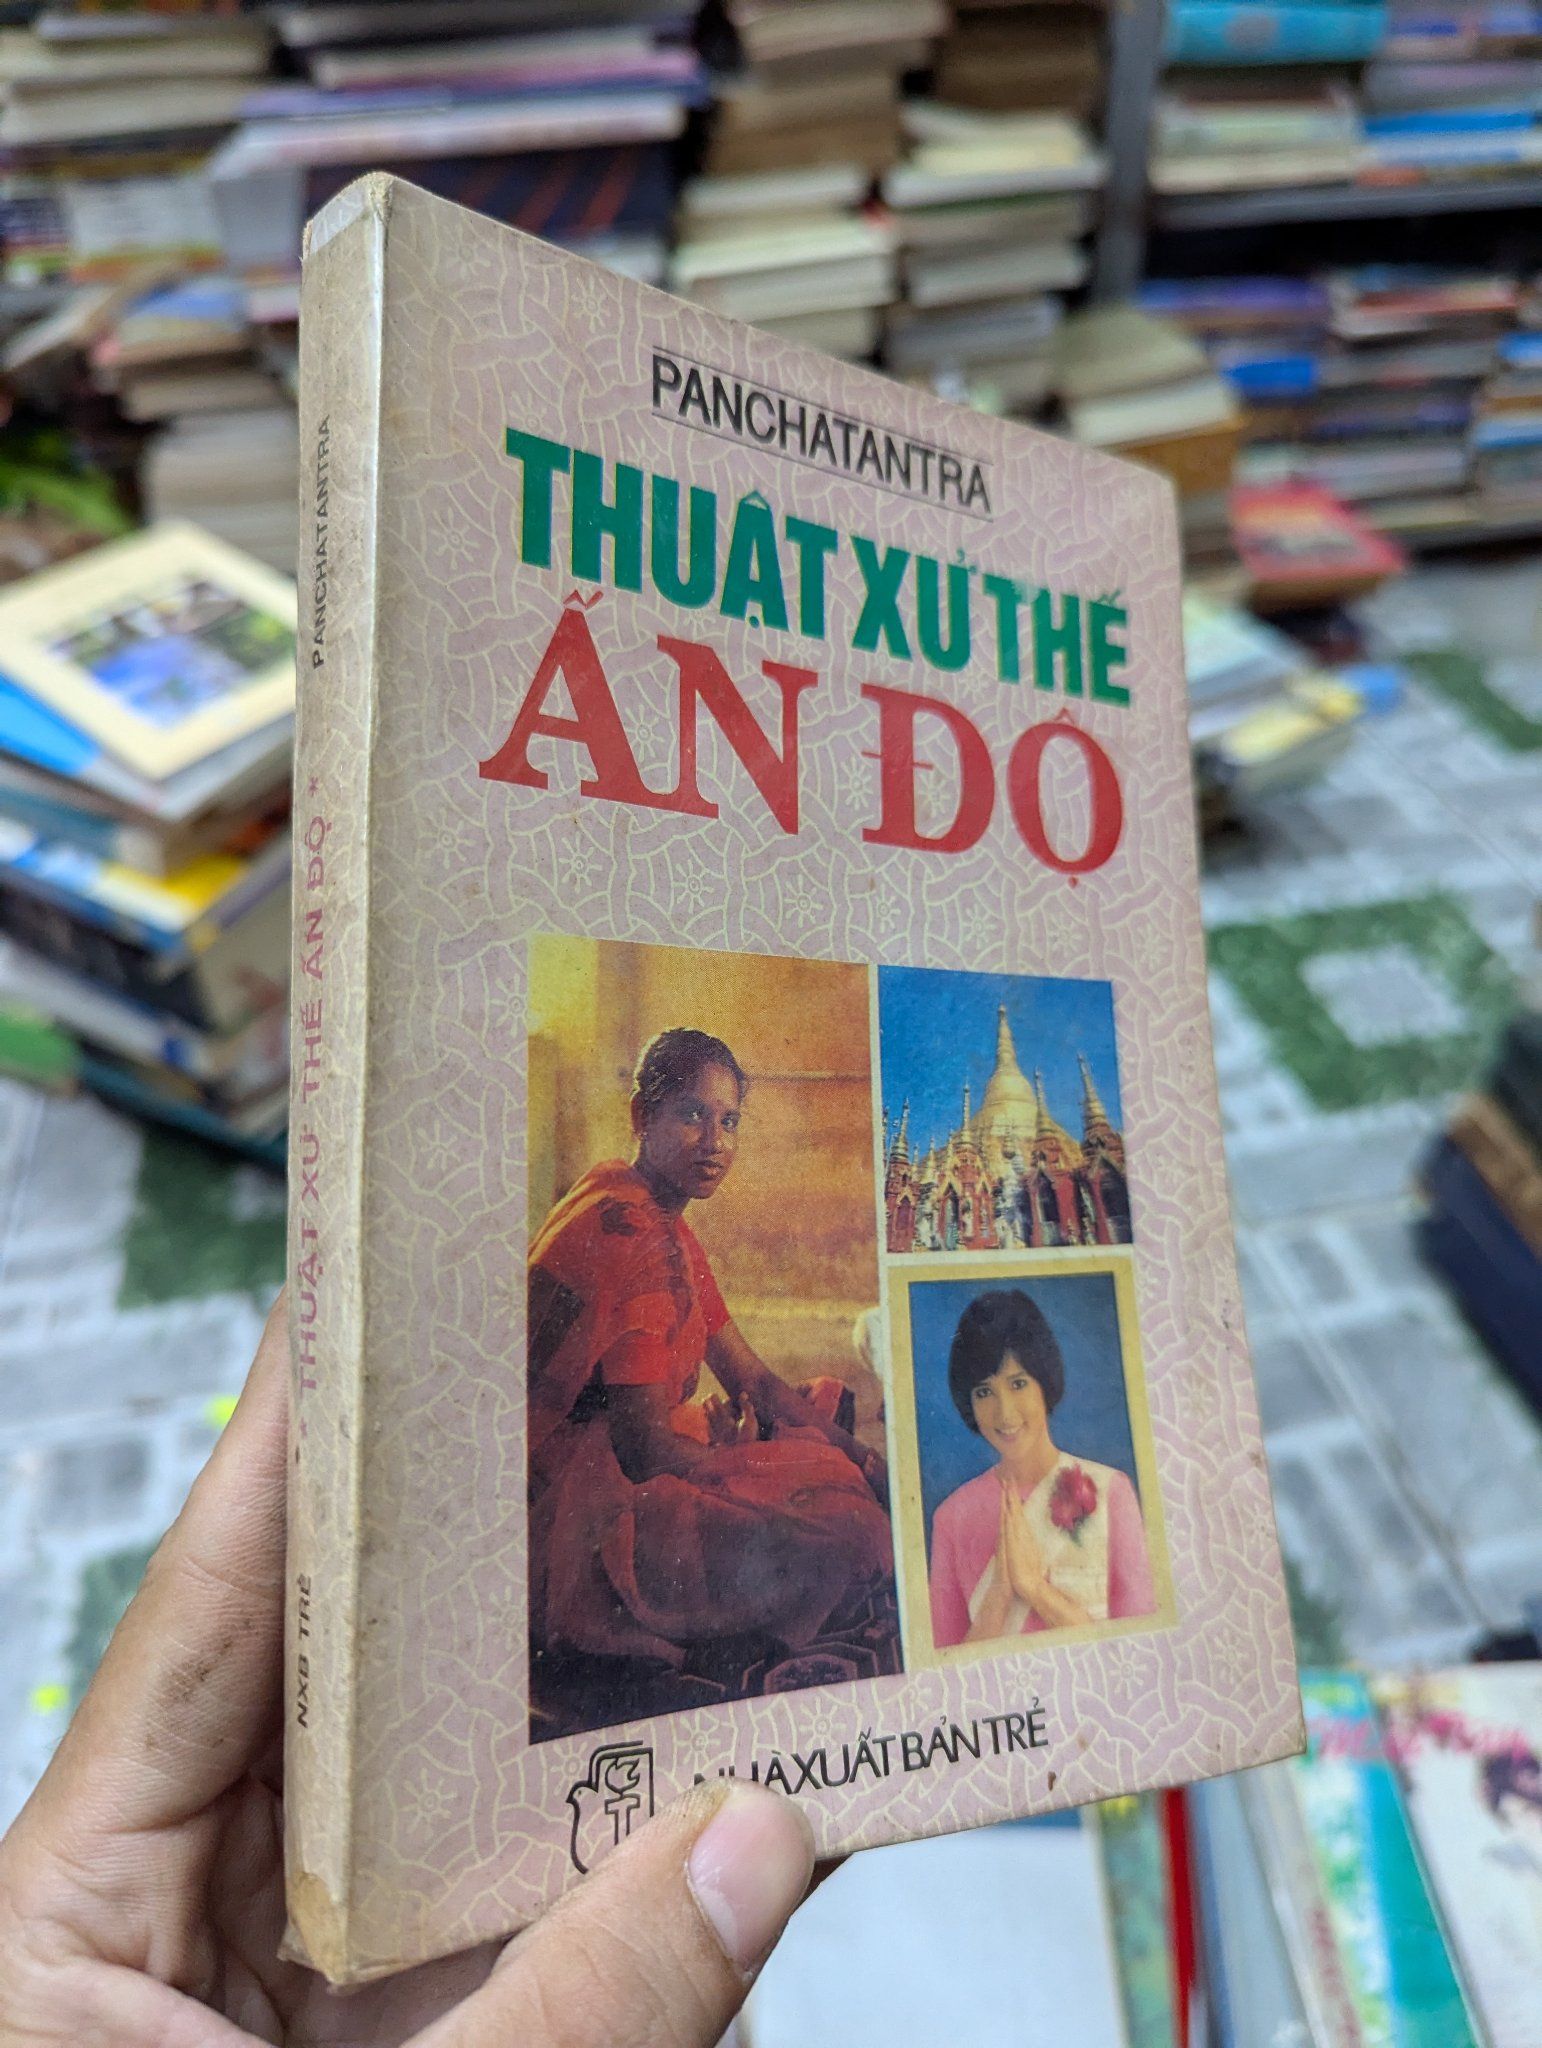 PANCHATANTRA
THUẬT XỬ THẾ
ẤN ĐỘ
NHÀ XUẤT BẢN TRẺ
PANCHATANTRA
* THUẬT XỬ THẾ ẤN ĐỘ *
NXB TRẺ